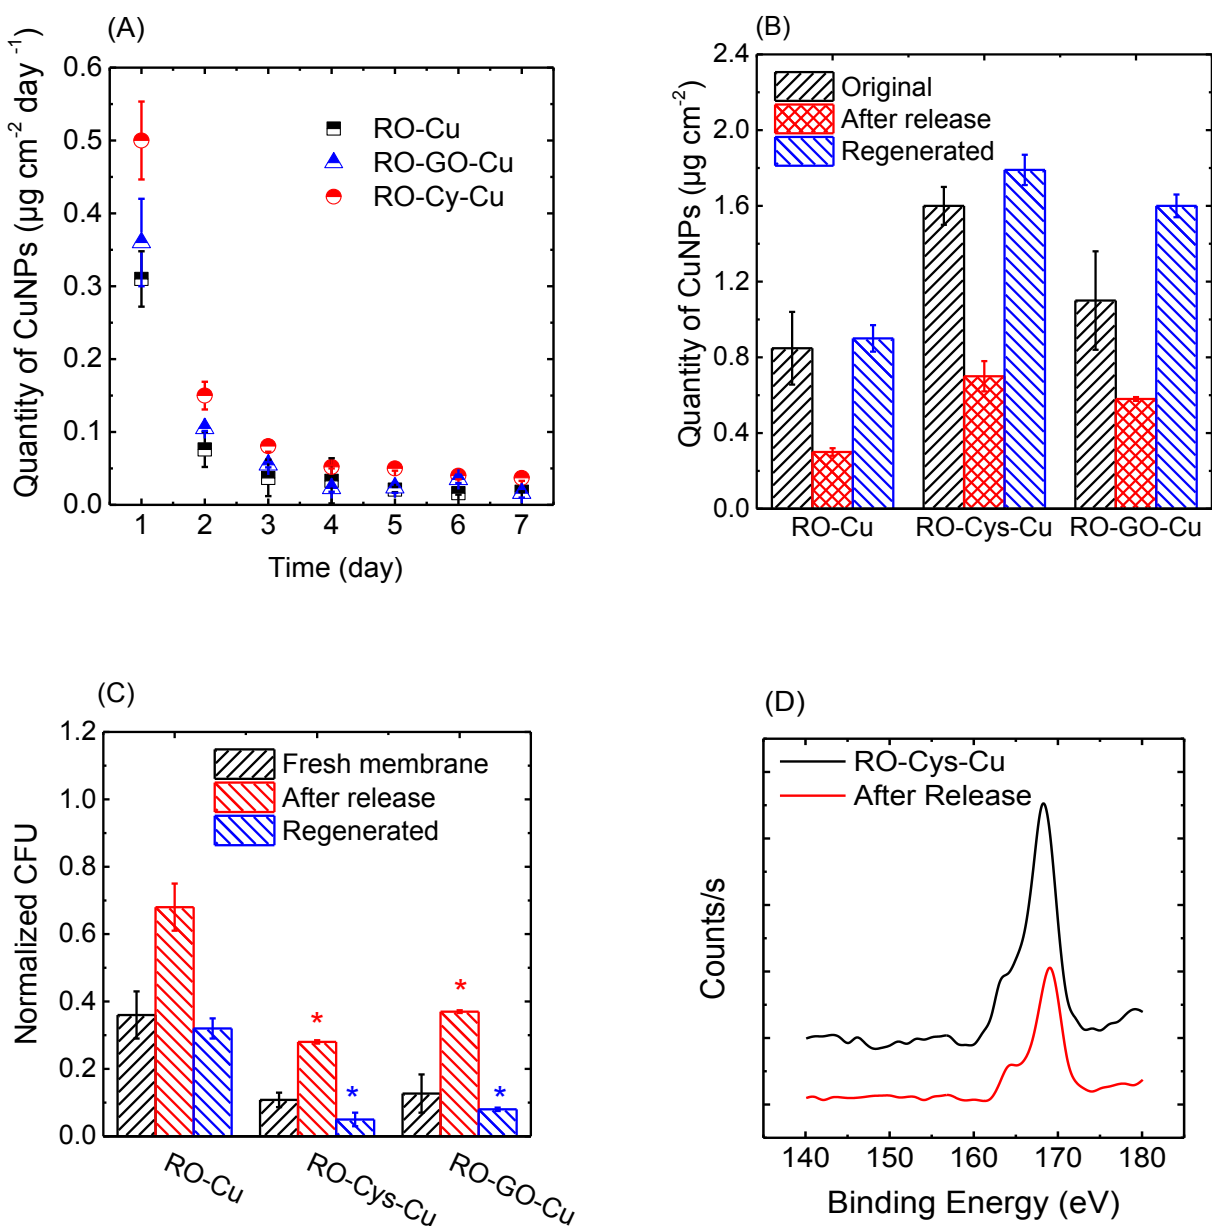 (A)
Quantity of CuNPs (µg cm⁻² day ⁻¹)
0.6
0.5
0.4
0.3
0.2
0.1
0.0
RO-Cu
RO-GO-Cu
RO-Cy-Cu
1 2 3 4 5 6 7
Time (day)
(B)
Quantity of CuNPs (µg cm⁻²)
2.4
1.8
1.2
0.6
0.0
Original
After release
Regenerated
RO-Cu RO-Cys-Cu RO-GO-Cu
(C)
Normalized CFU
1.2
1.0
0.8
0.6
0.4
0.2
0.0
Fresh membrane
After release
Regenerated
*
*
*
*
RO-Cu RO-Cys-Cu RO-GO-Cu
(D)
Counts/s
RO-Cys-Cu
After Release
140 150 160 170 180
Binding Energy (eV)